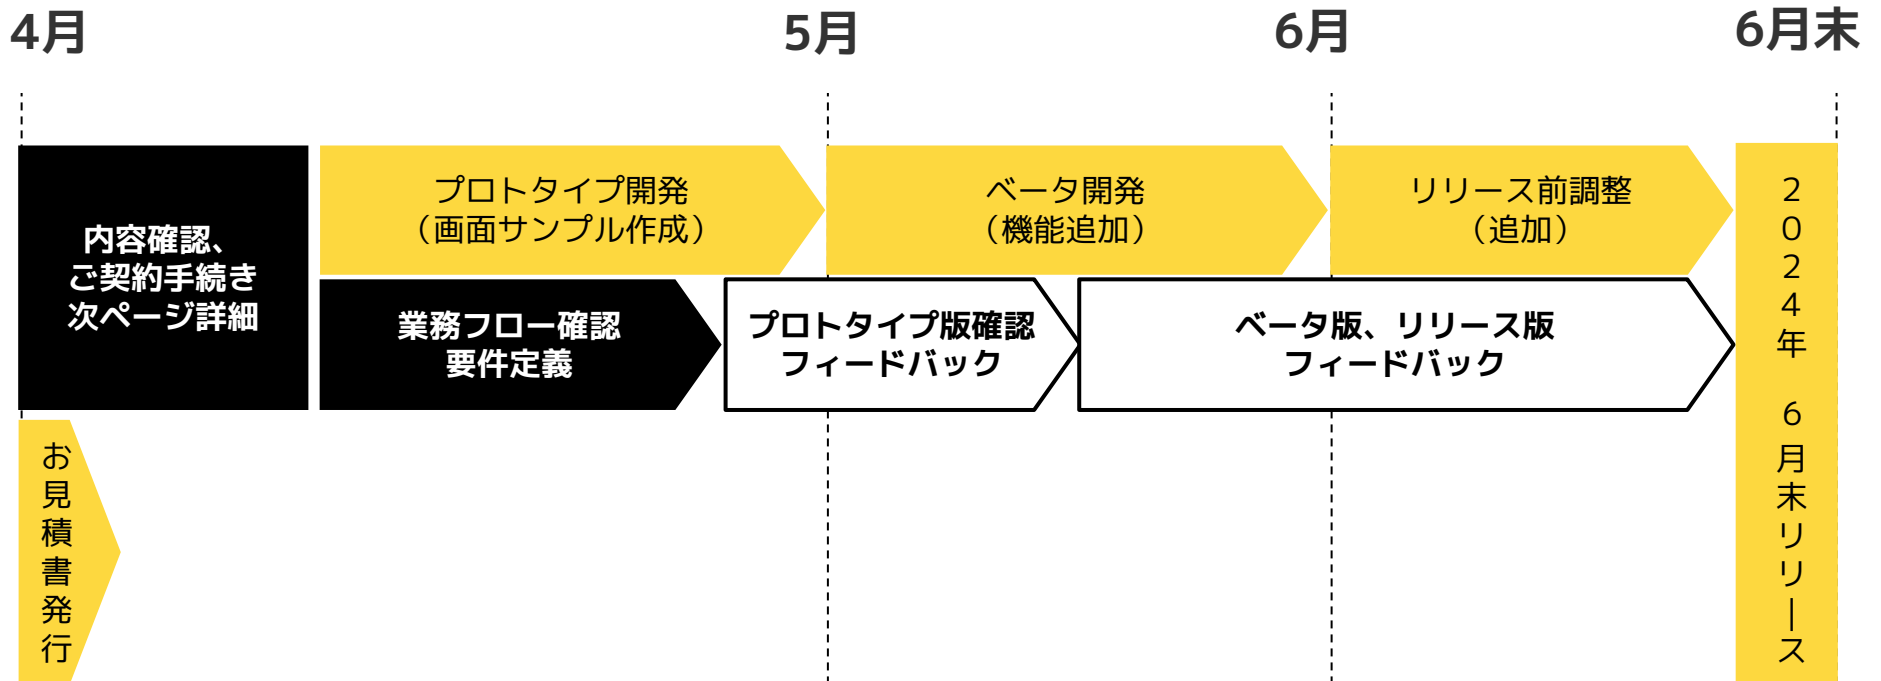 4月
5月
6月
6月末
内容確認、
ご契約手続き
次ページ詳細
プロトタイプ開発
（画面サンプル作成）
ベータ開発
（機能追加）
リリース前調整
（追加）
業務フロー確認
要件定義
プロトタイプ版確認
フィードバック
ベータ版、リリース版
フィードバック
お見積書発行
2024年 6月末リリース